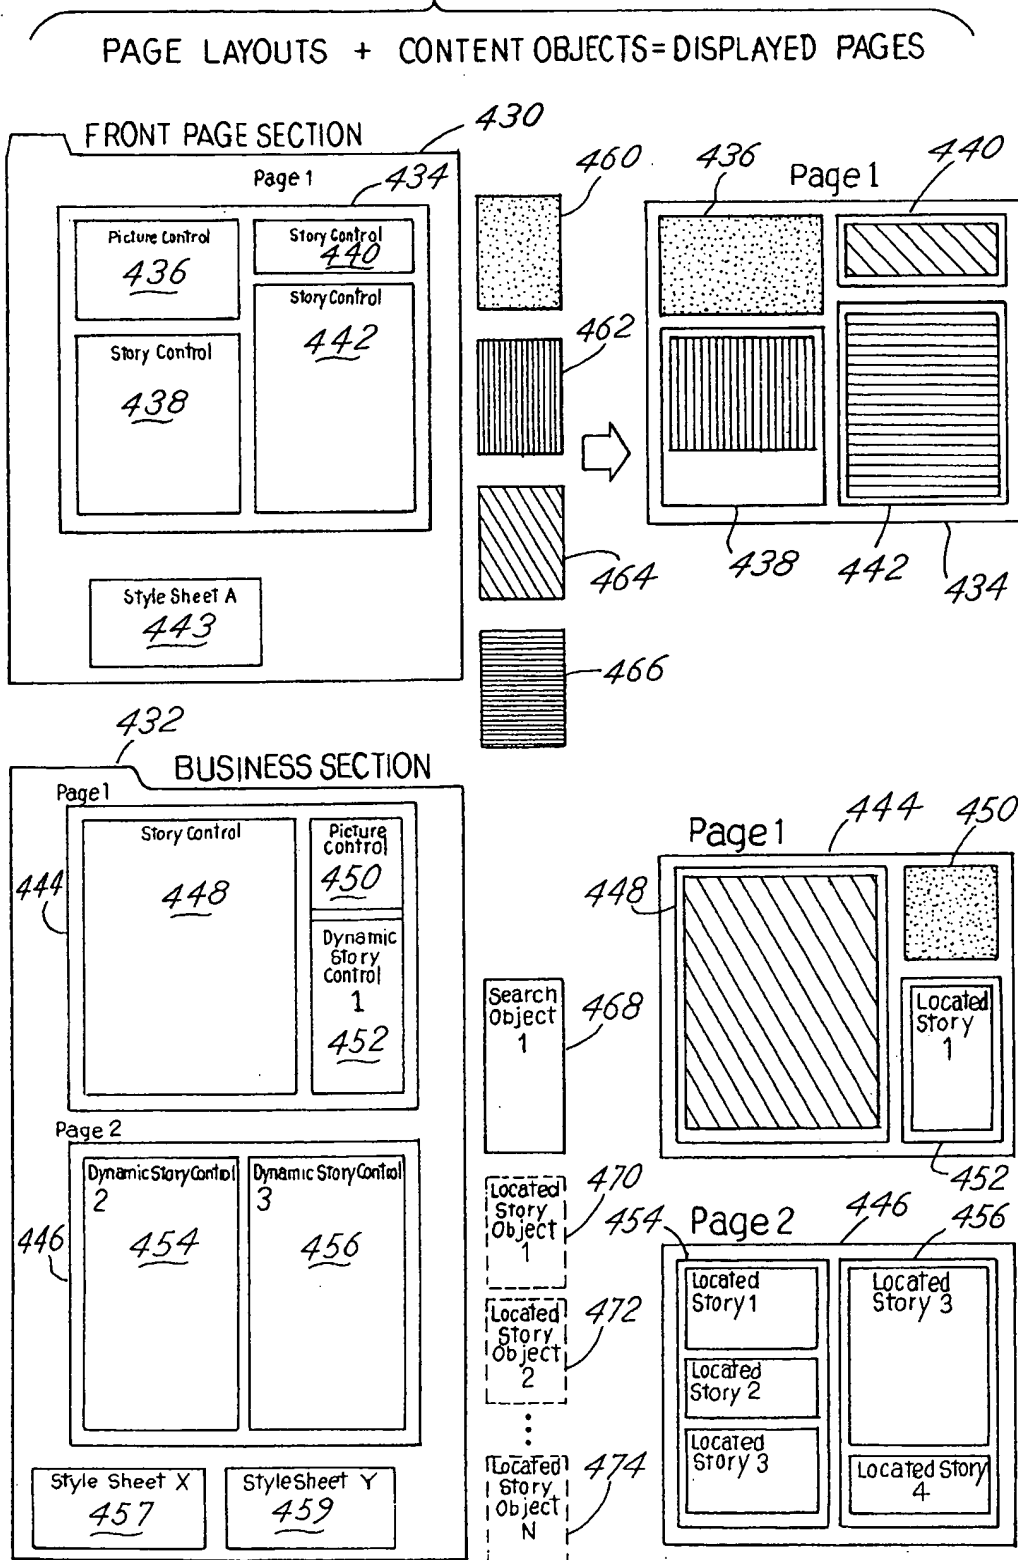 PAGE LAYOUTS + CONTENT OBJECTS = DISPLAYED PAGES
FRONT PAGE SECTION
430
Page 1
434
Picture Control
436
Story Control
440
Story Control
438
Story Control
442
Style Sheet A
443
460
462
464
466
Page 1
436
440
438
442
434
432
BUSINESS SECTION
Page 1
444
Story Control
448
Picture
Control
450
Dynamic
Story
Control
1
452
Page 2
446
Dynamic Story Control
2
454
Dynamic Story Control
3
456
Style Sheet X
457
Style Sheet Y
459
Search
Object
1
468
Located
Story
Object
1
470
Located
Story
Object
2
472
Located
Story
Object
N
474
Page 1
444
450
448
Located
Story
1
452
Page 2
446
456
454
Located
Story 1
Located
Story 2
Located
Story 3
Located
Story 3
Located Story
4